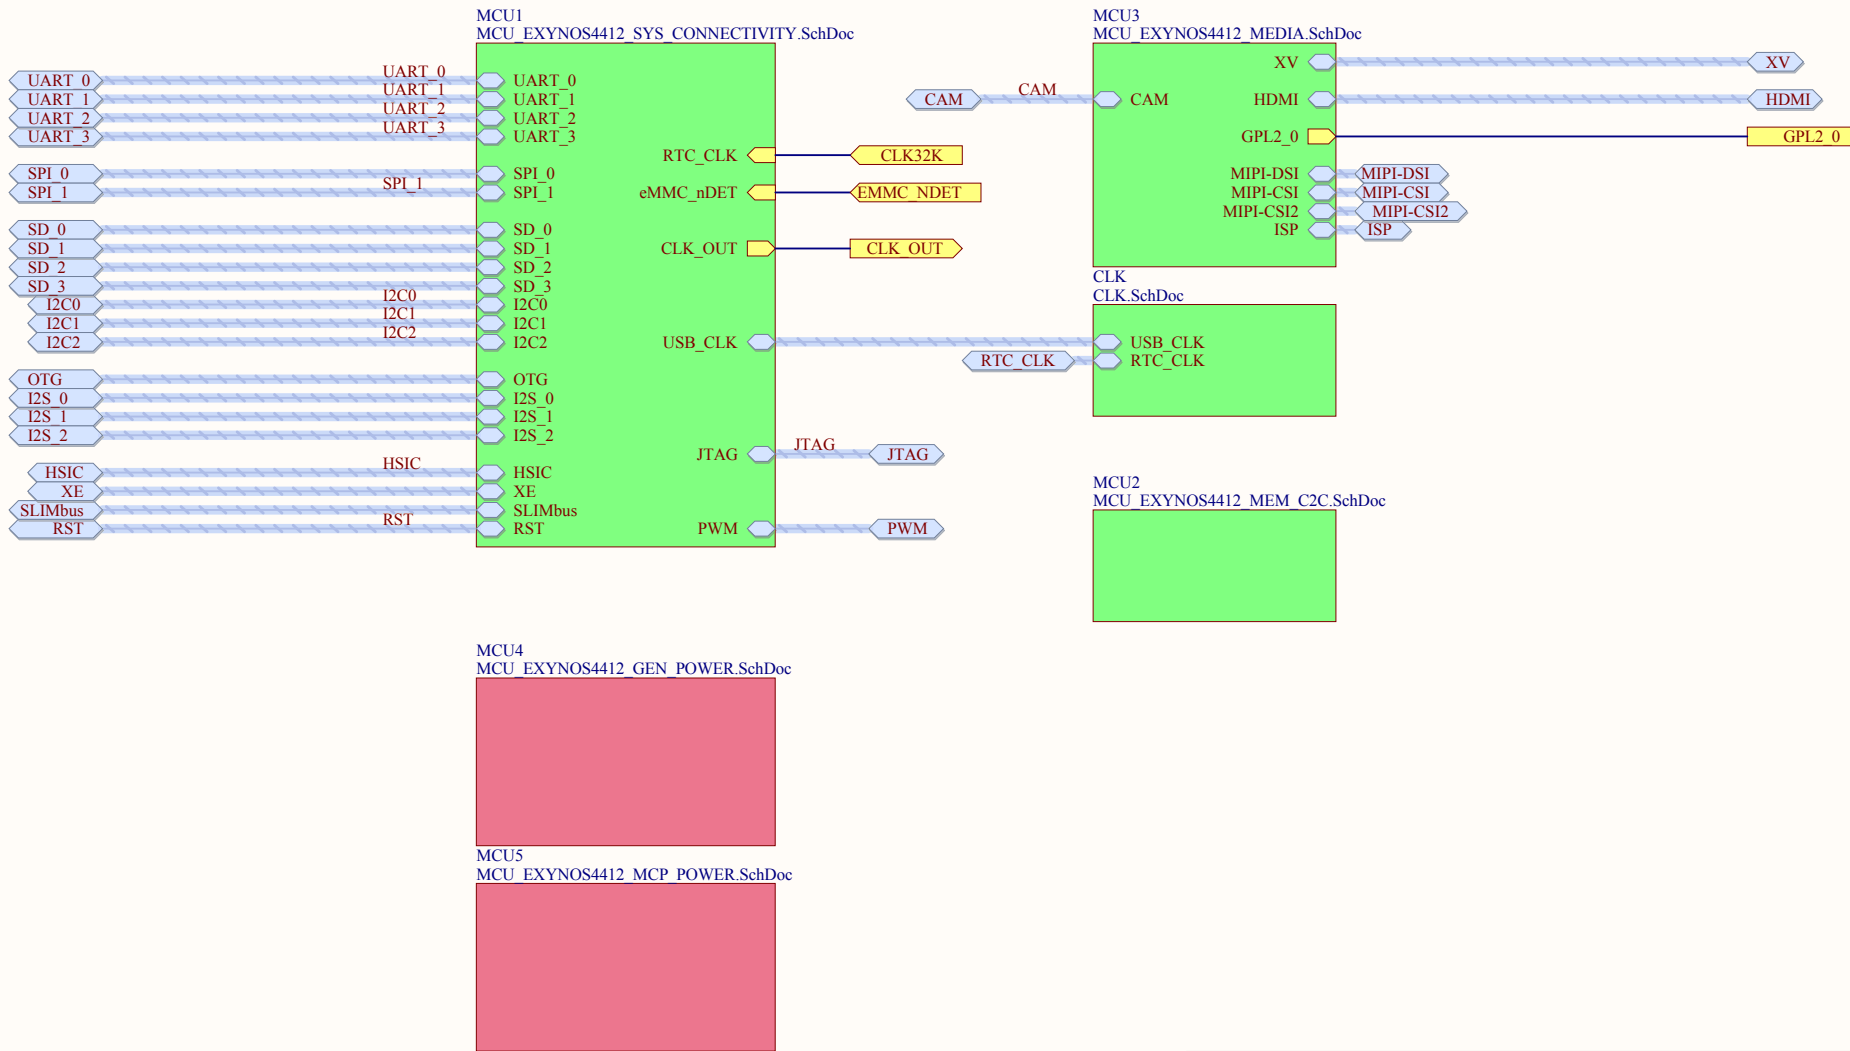 MCU1
MCU_EXYNOS4412_SYS_CONNECTIVITY.SchDoc
UART_0 UART_0 UART_0
UART_1 UART_1 UART_1
UART_2 UART_2 UART_2
UART_3 UART_3 UART_3
RTC_CLK CLK32K
SPI_0 SPI_0
SPI_1 SPI_1 SPI_1
eMMC_nDET EMMC_NDET
SD_0 SD_0
SD_1 SD_1
CLK_OUT CLK_OUT
SD_2 SD_2
SD_3 SD_3
I2C0 I2C0 I2C0
I2C1 I2C1 I2C1
I2C2 I2C2 I2C2
USB_CLK
OTG OTG
I2S_0 I2S_0
I2S_1 I2S_1
I2S_2 I2S_2
JTAG JTAG JTAG
HSIC HSIC HSIC
XE XE
SLIMbus SLIMbus
RST RST RST
PWM PWM
MCU3
MCU_EXYNOS4412_MEDIA.SchDoc
XV XV
CAM CAM CAM
HDMI HDMI
GPL2_0 GPL2_0
MIPI-DSI MIPI-DSI
MIPI-CSI MIPI-CSI
MIPI-CSI2 MIPI-CSI2
ISP ISP
CLK
CLK.SchDoc
USB_CLK
RTC_CLK RTC_CLK
MCU2
MCU_EXYNOS4412_MEM_C2C.SchDoc
MCU4
MCU_EXYNOS4412_GEN_POWER.SchDoc
MCU5
MCU_EXYNOS4412_MCP_POWER.SchDoc